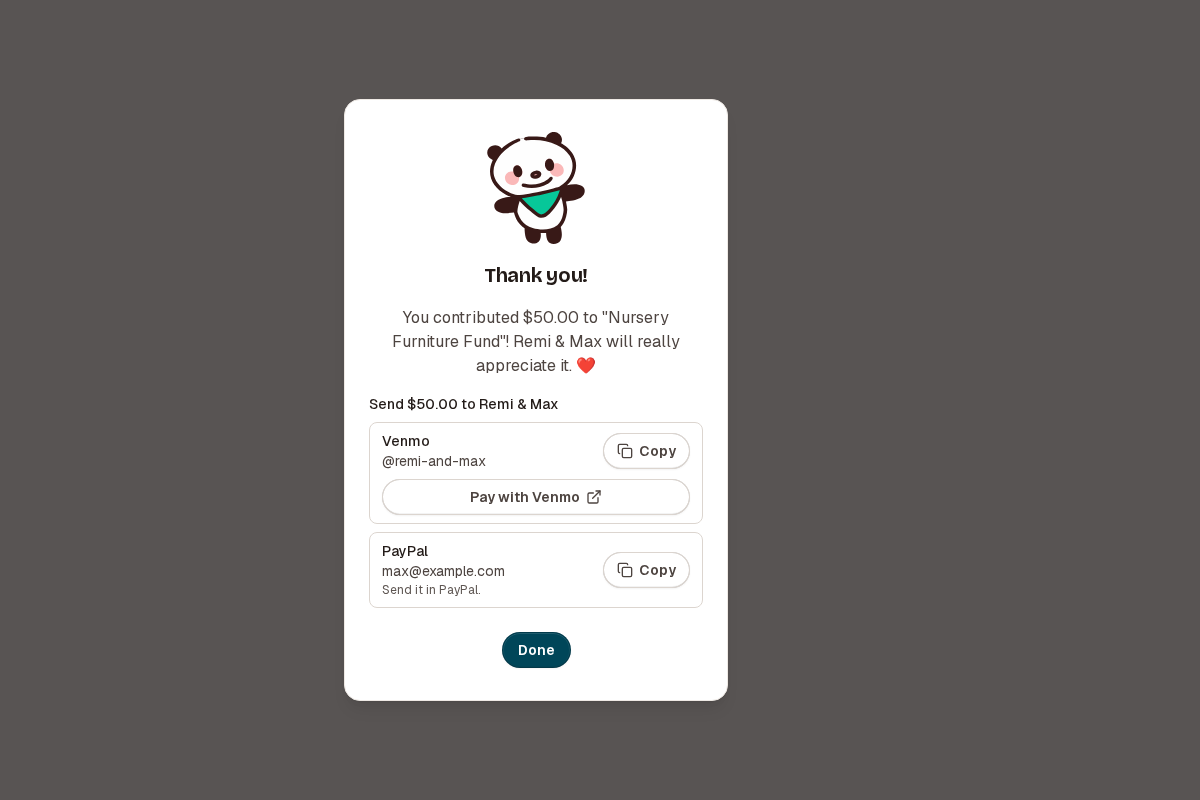 Thank you!
You contributed $50.00 to "Nursery
Furniture Fund"! Remi & Max will really
appreciate it. ❤️
Send $50.00 to Remi & Max
Venmo
@remi-and-max
Copy
Pay with Venmo
PayPal
max@example.com
Send it in PayPal.
Copy
Done